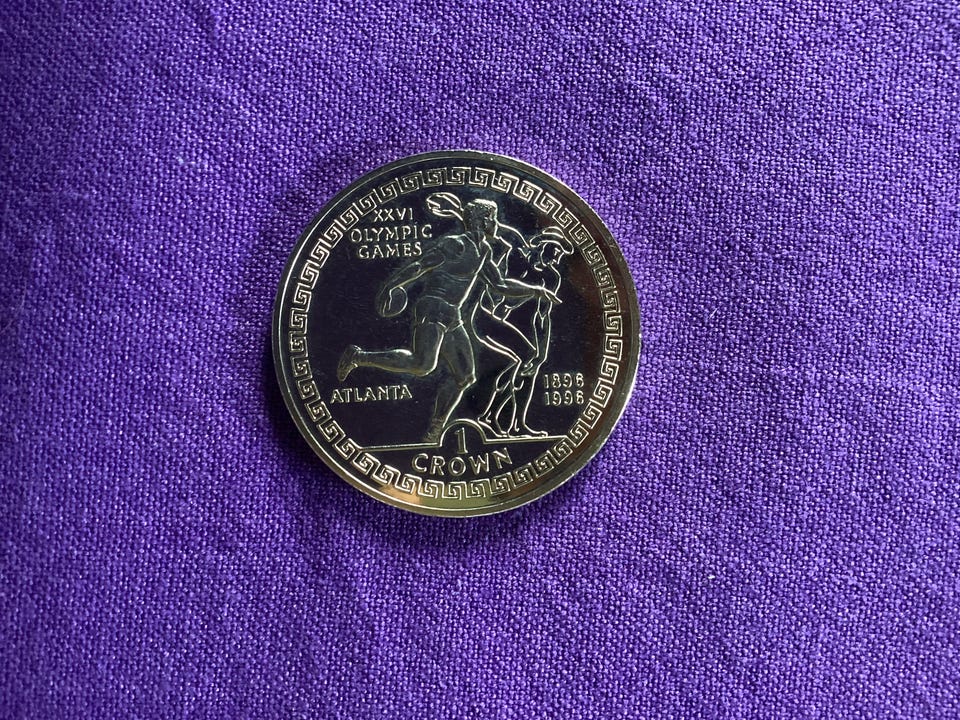 XXVI
OLYMPIC
GAMES
ATLANTA
1896
1996
1
CROWN